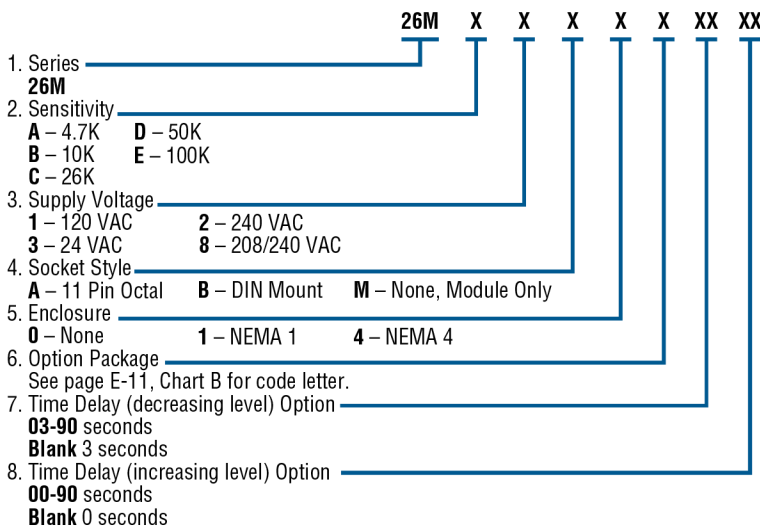 26M X X X X X XX XX
1. Series
26M
2. Sensitivity
A – 4.7K D – 50K
B – 10K E – 100K
C – 26K
3. Supply Voltage
1 – 120 VAC 2 – 240 VAC
3 – 24 VAC 8 – 208/240 VAC
4. Socket Style
A – 11 Pin Octal B – DIN Mount M – None, Module Only
5. Enclosure
0 – None 1 – NEMA 1 4 – NEMA 4
6. Option Package
See page E-11, Chart B for code letter.
7. Time Delay (decreasing level) Option
03-90 seconds
Blank 3 seconds
8. Time Delay (increasing level) Option
00-90 seconds
Blank 0 seconds